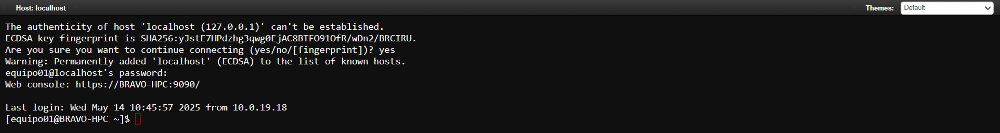 Host: localhost
Themes: Default
The authenticity of host 'localhost (127.0.0.1)' can't be established.
ECDSA key fingerprint is SHA256:yJstE7HPdzhg3qwg0EjAC8BTFO91OfR/wDn2/BRCIRU.
Are you sure you want to continue connecting (yes/no/[fingerprint])? yes
Warning: Permanently added 'localhost' (ECDSA) to the list of known hosts.
equipo01@localhost's password:
Web console: https://BRAVO-HPC:9090/
Last login: Wed May 14 10:45:57 2025 from 10.0.19.18
[equipo01@BRAVO-HPC ~]$